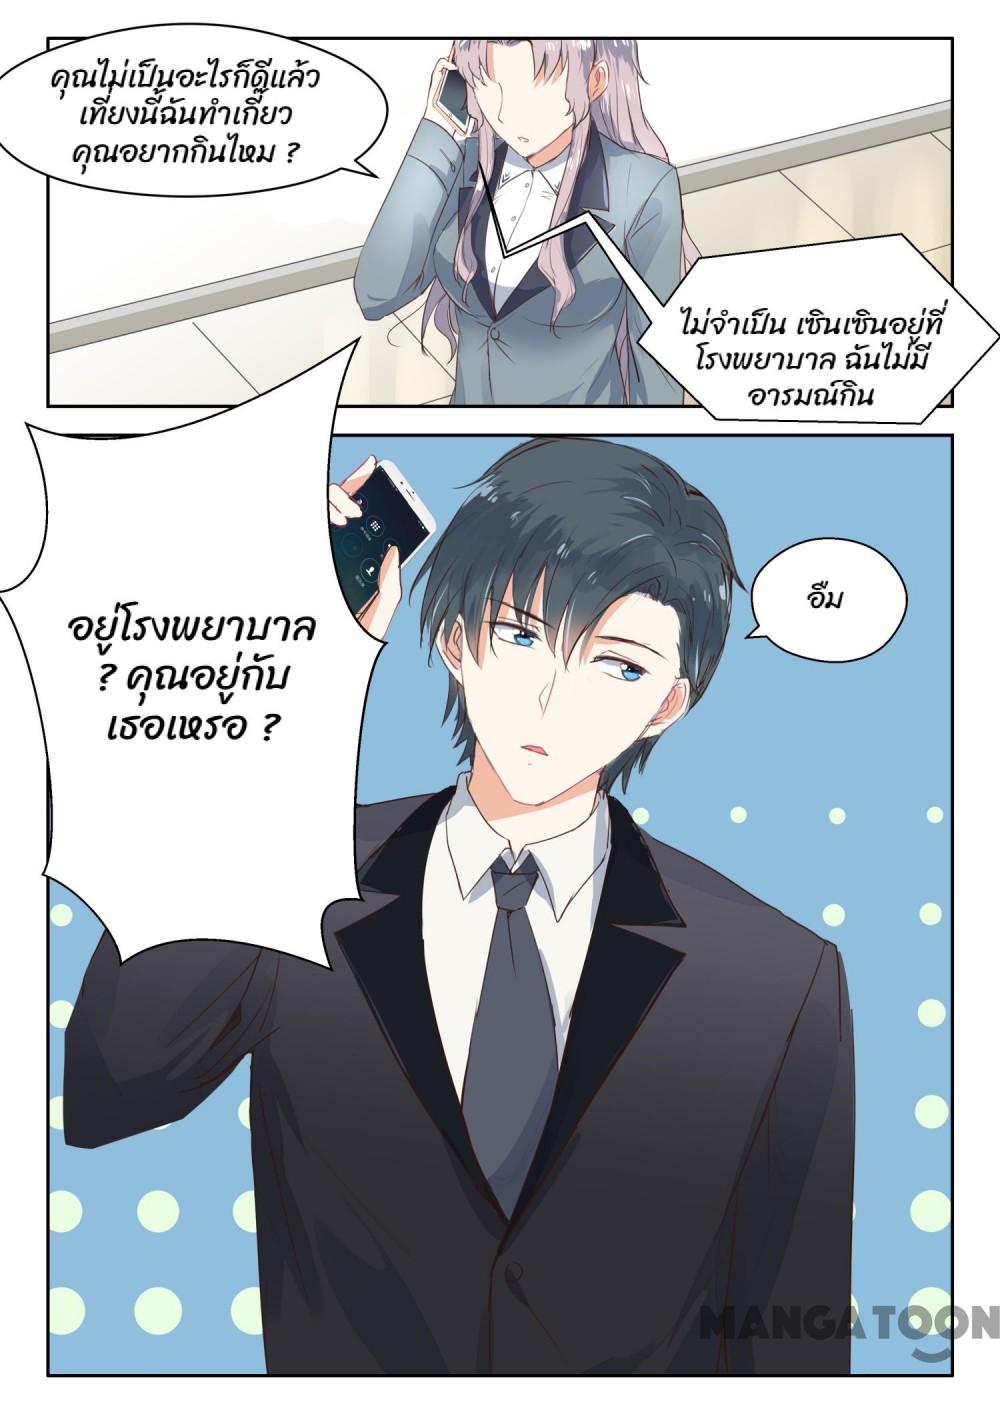 คุณไม่เป็นอะไรก็ดีแล้ว
เที่ยงนี้ฉันทำเกี๊ยว
คุณอยากกินไหม ?
ไม่จำเป็น เซินเซินอยู่ที่
โรงพยาบาล ฉันไม่มี
อารมณ์กิน
อยู่โรงพยาบาล
? คุณอยู่กับ
เธอเหรอ ?
อืม
MANGATOON